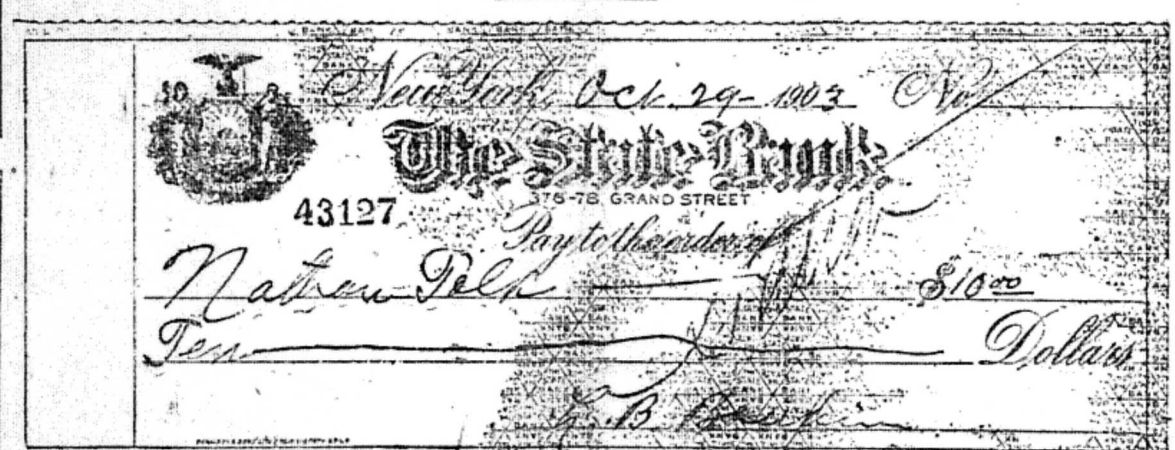 New York, Oct. 29 - 1903 No.
The State Bank
376-78 GRAND STREET
43127
Pay to the order of
Nathan $10.00
Ten Dollars
B